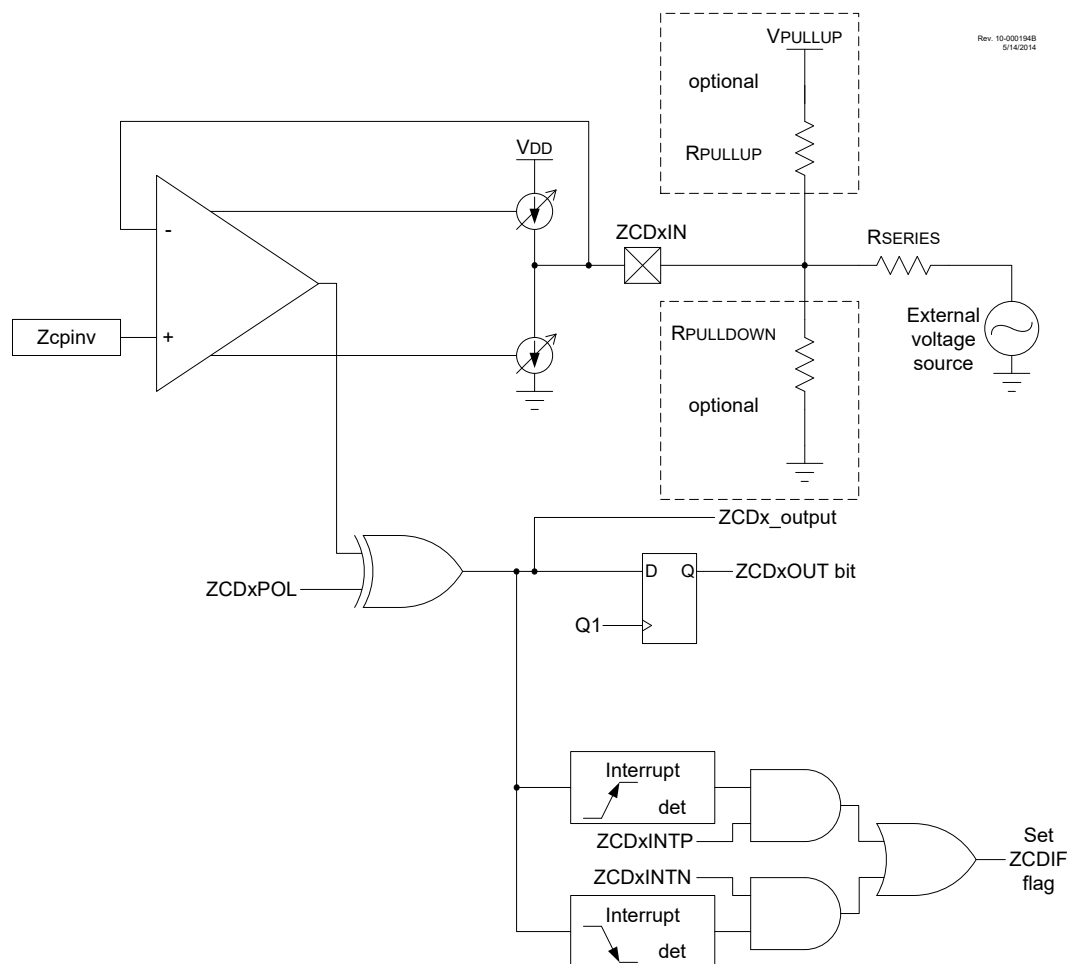 VPULLUP
Rev. 10-000194B
5/14/2014
optional
RPULLUP
VDD
ZCDxIN
RSERIES
-
Zcpinv
+
External
voltage
source
RPULLDOWN
optional
ZCDx_output
D Q
ZCDxOUT bit
ZCDxPOL
Q1
Interrupt
det
ZCDxINTP
Set
ZCDIF
flag
ZCDxINTN
Interrupt
det